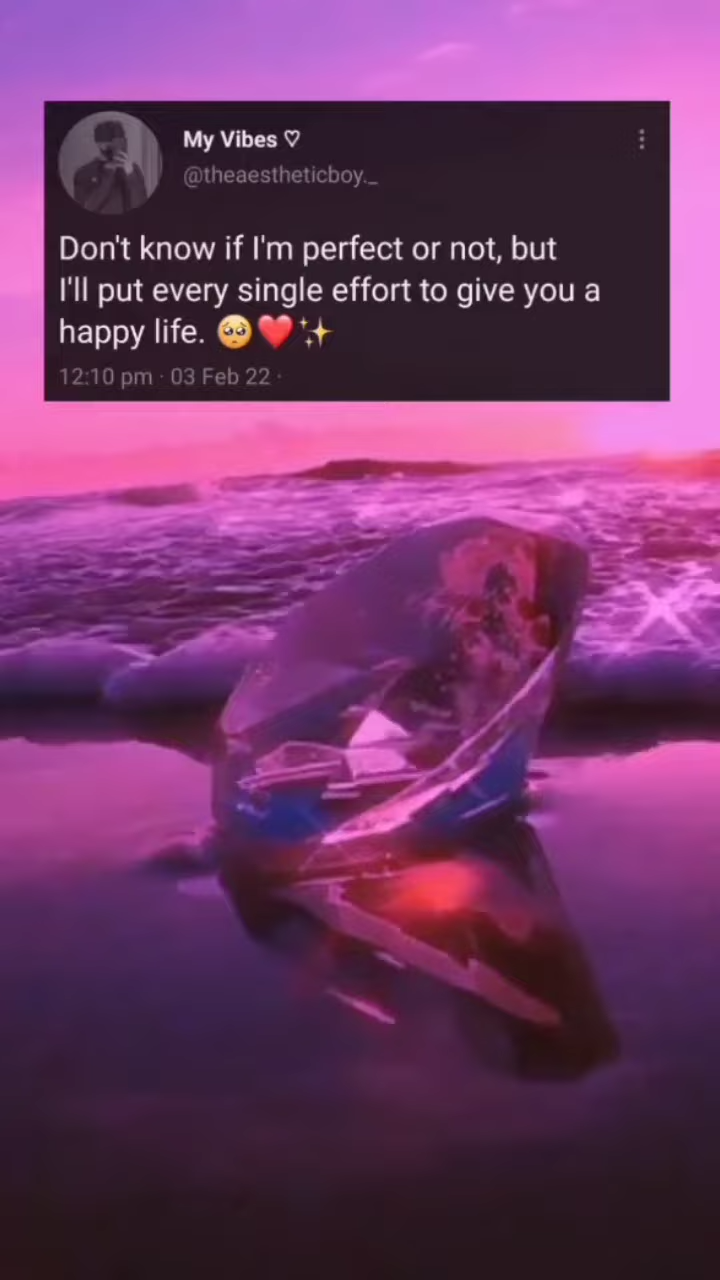 My Vibes ♡
@theaestheticboy._
Don't know if I'm perfect or not, but
I'll put every single effort to give you a
happy life. 🥺❤️✨
12:10 pm · 03 Feb 22 ·